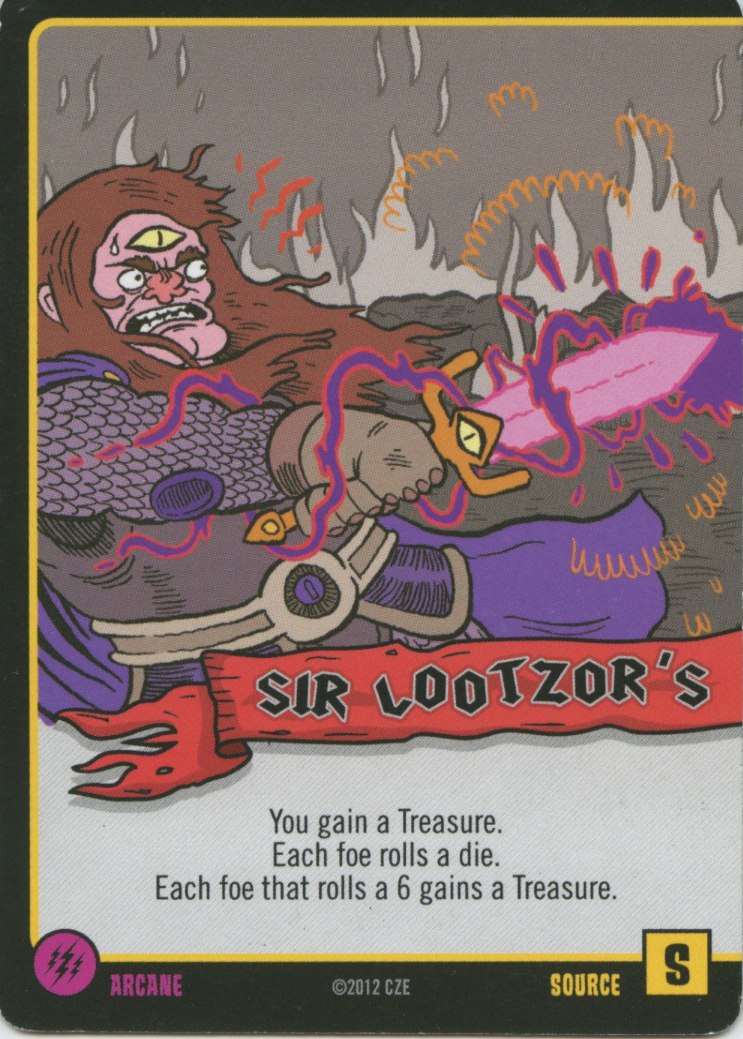 SIR LOOTZOR'S
You gain a Treasure.
Each foe rolls a die.
Each foe that rolls a 6 gains a Treasure.
ARCANE
©2012 CZE
SOURCE
S